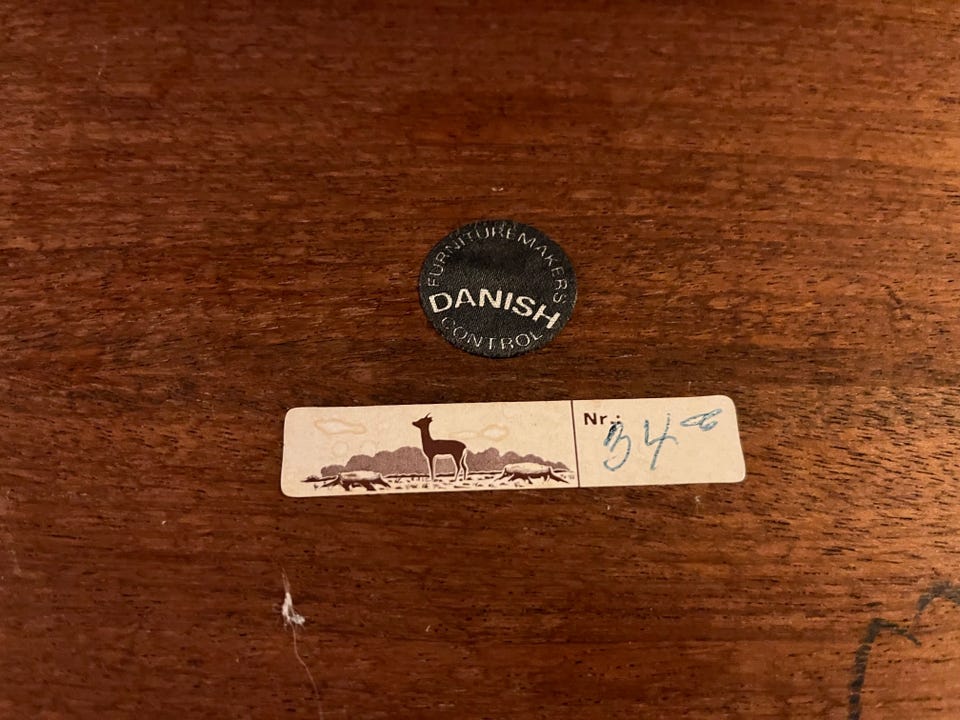 FURNITUREMAKERS
DANISH
CONTROL
Nr.: 34